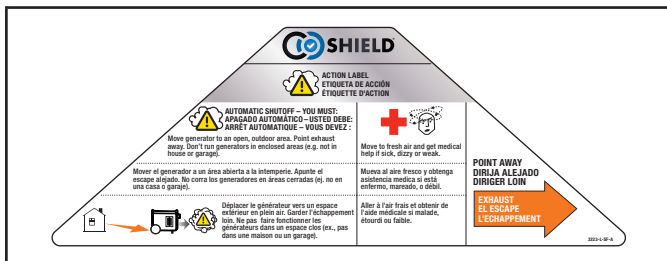 CO SHIELD®
ACTION LABEL
ETIQUETA DE ACCIÓN
ÉTIQUETTE D'ACTION
AUTOMATIC SHUTOFF – YOU MUST:
APAGADO AUTOMÁTICO – USTED DEBE:
ARRÊT AUTOMATIQUE – VOUS DEVEZ :
Move generator to an open, outdoor area. Point exhaust
away. Don't run generators in enclosed areas (e.g. not in
house or garage).
Move to fresh air and get medical
help if sick, dizzy or weak.
Mover el generador a un área abierta a la intemperie. Apunte el
escape alejado. No corra los generadores en áreas cerradas (ej. no en
una casa o garaje).
Mueva al aire fresco y obtenga
asistencia medica si está
enfermo, mareado, o débil.
Déplacer le générateur vers un espace
extérieur en plein air. Garder l'échappement
loin. Ne pas faire fonctionner les
générateurs dans un espace clos (ex., pas
dans une maison ou un garage).
Aller à l'air frais et obtenir de
l'aide médicale si malade,
étourdi ou faible.
POINT AWAY
DIRIJA ALEJADO
DIRIGER LOIN
EXHAUST
EL ESCAPE
L'ECHAPPEMENT
3223-L-SF-A